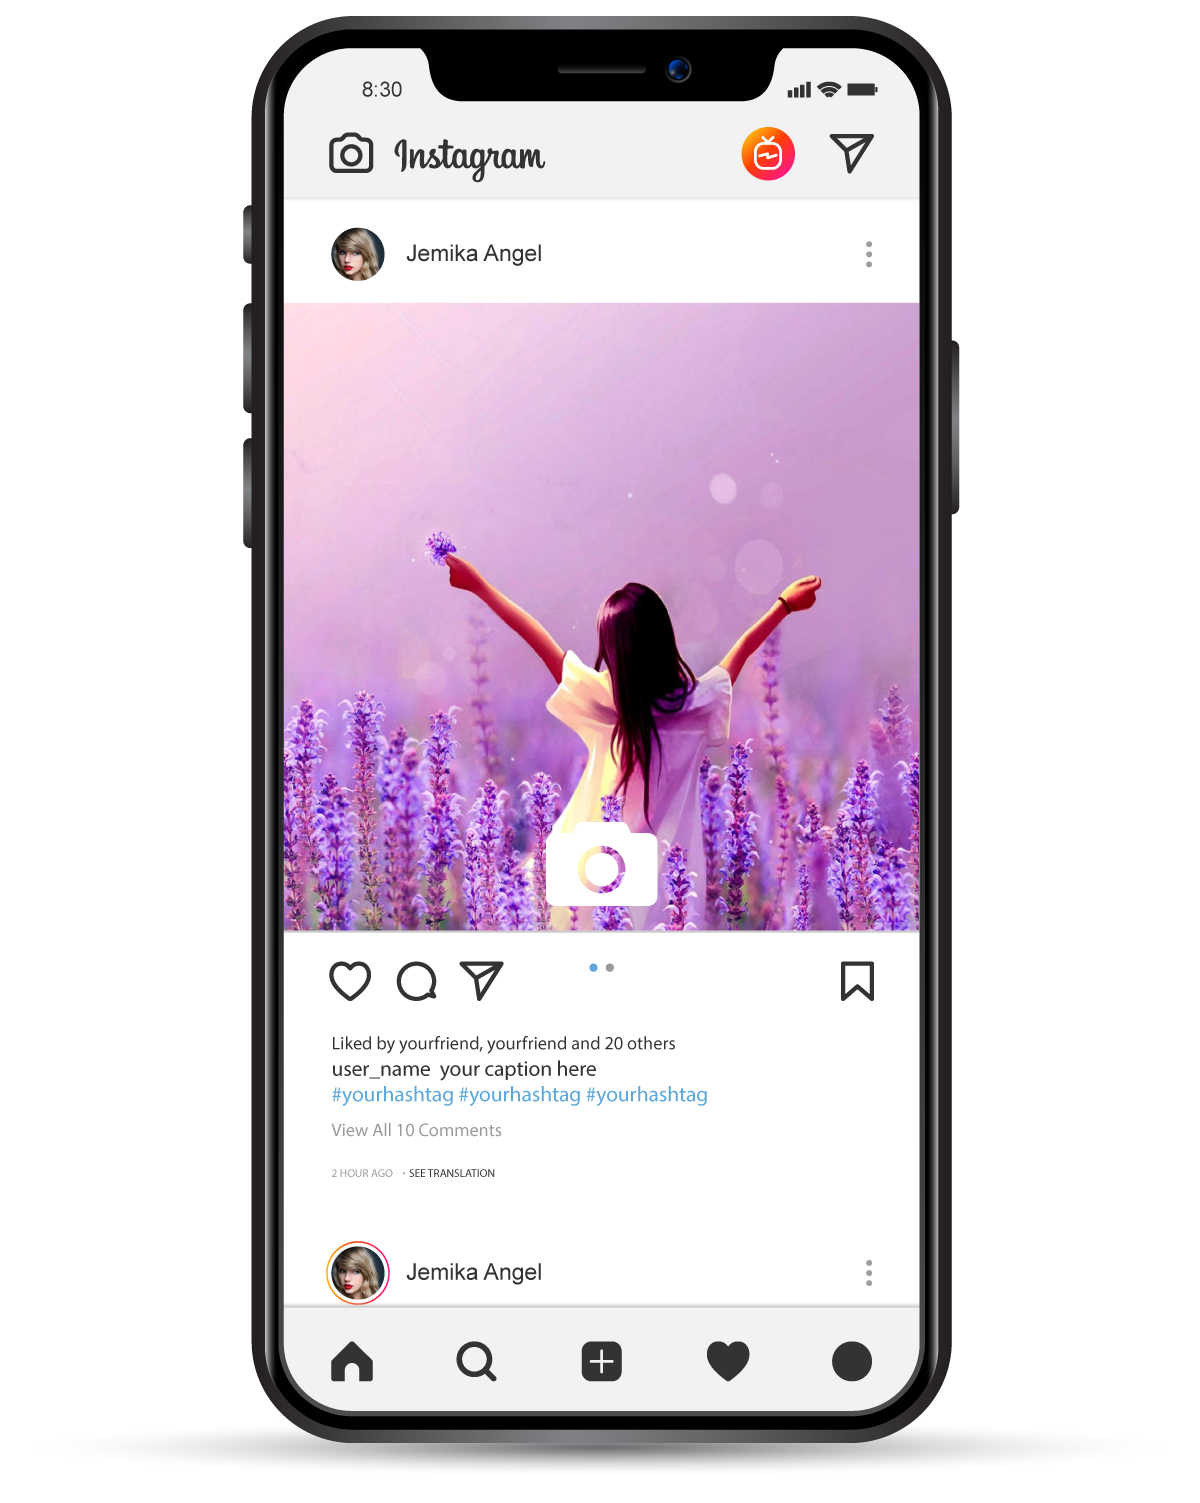 8:30
Instagram
Jemika Angel
Liked by yourfriend, yourfriend and 20 others
user_name your caption here
#yourhashtag #yourhashtag #yourhashtag
View All 10 Comments
2 HOUR AGO · SEE TRANSLATION
Jemika Angel